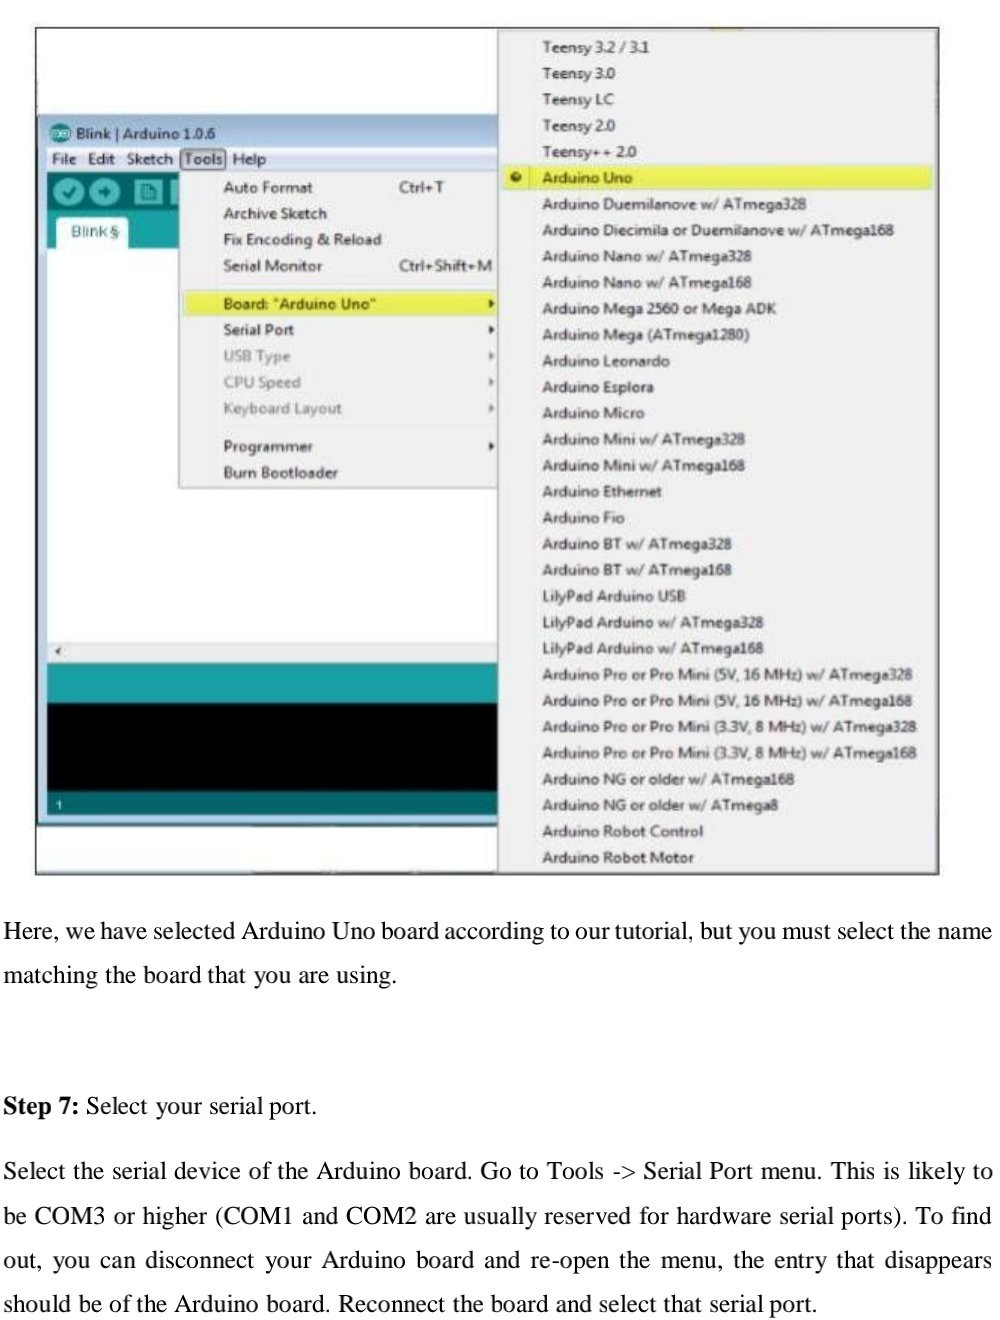 Blink | Arduino 1.0.6
File Edit Sketch Tools Help
Blink §
Auto Format Ctrl+T
Archive Sketch
Fix Encoding & Reload
Serial Monitor Ctrl+Shift+M
Board: "Arduino Uno"
Serial Port
USB Type
CPU Speed
Keyboard Layout
Programmer
Burn Bootloader
1
Teensy 3.2 / 3.1
Teensy 3.0
Teensy LC
Teensy 2.0
Teensy++ 2.0
Arduino Uno
Arduino Duemilanove w/ ATmega328
Arduino Diecimila or Duemilanove w/ ATmega168
Arduino Nano w/ ATmega328
Arduino Nano w/ ATmega168
Arduino Mega 2560 or Mega ADK
Arduino Mega (ATmega1280)
Arduino Leonardo
Arduino Esplora
Arduino Micro
Arduino Mini w/ ATmega328
Arduino Mini w/ ATmega168
Arduino Ethernet
Arduino Fio
Arduino BT w/ ATmega328
Arduino BT w/ ATmega168
LilyPad Arduino USB
LilyPad Arduino w/ ATmega328
LilyPad Arduino w/ ATmega168
Arduino Pro or Pro Mini (5V, 16 MHz) w/ ATmega328
Arduino Pro or Pro Mini (5V, 16 MHz) w/ ATmega168
Arduino Pro or Pro Mini (3.3V, 8 MHz) w/ ATmega328
Arduino Pro or Pro Mini (3.3V, 8 MHz) w/ ATmega168
Arduino NG or older w/ ATmega168
Arduino NG or older w/ ATmega8
Arduino Robot Control
Arduino Robot Motor
Here, we have selected Arduino Uno board according to our tutorial, but you must select the name
matching the board that you are using.
Step 7: Select your serial port.
Select the serial device of the Arduino board. Go to Tools -> Serial Port menu. This is likely to
be COM3 or higher (COM1 and COM2 are usually reserved for hardware serial ports). To find
out, you can disconnect your Arduino board and re-open the menu, the entry that disappears
should be of the Arduino board. Reconnect the board and select that serial port.